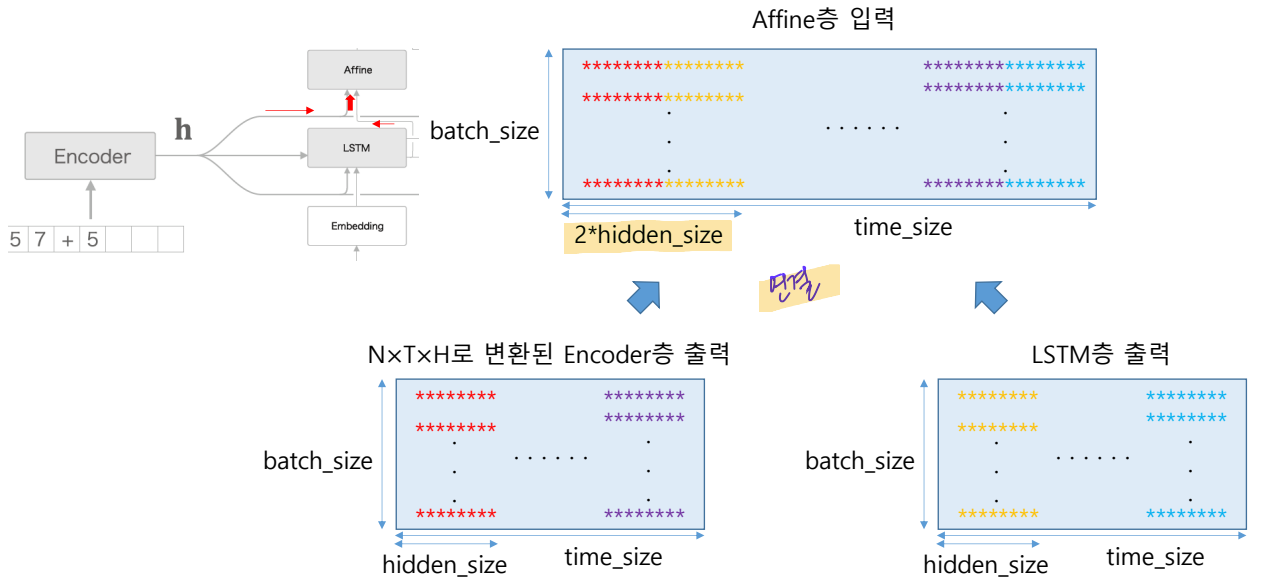 Affine층 입력
Affine
h
LSTM
Encoder
Embedding
5 7 + 5
batch_size
****************
****************
****************
****************
****************
****************
2*hidden_size
time_size
연결
N×T×H로 변환된 Encoder층 출력
batch_size
********
********
********
********
********
********
hidden_size
time_size
LSTM층 출력
batch_size
********
********
********
********
********
********
hidden_size
time_size